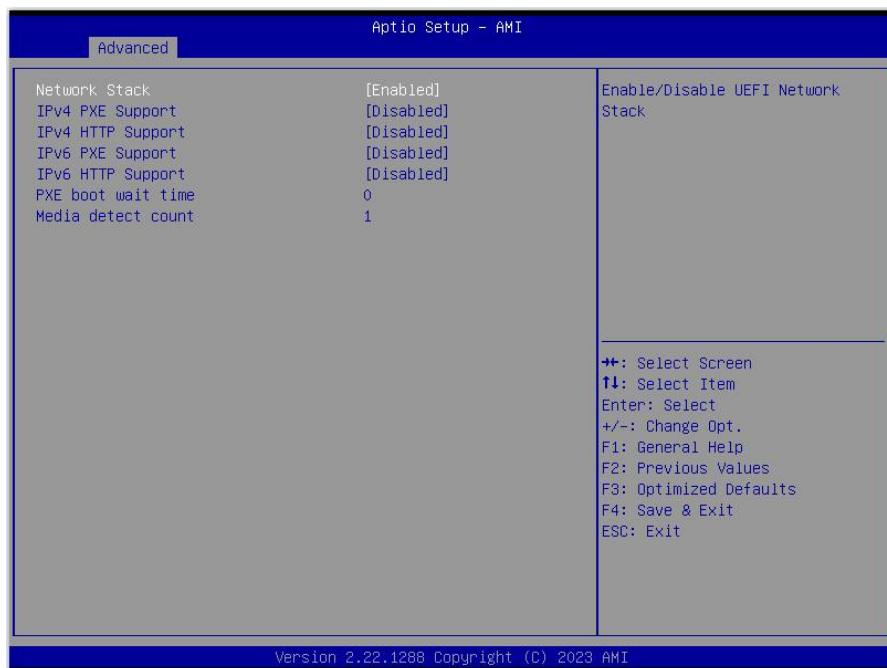 Aptio Setup - AMI
Advanced
Network Stack [Enabled]
IPv4 PXE Support [Disabled]
IPv4 HTTP Support [Disabled]
IPv6 PXE Support [Disabled]
IPv6 HTTP Support [Disabled]
PXE boot wait time 0
Media detect count 1
Enable/Disable UEFI Network
Stack
→←: Select Screen
↑↓: Select Item
Enter: Select
+/-: Change Opt.
F1: General Help
F2: Previous Values
F3: Optimized Defaults
F4: Save & Exit
ESC: Exit
Version 2.22.1288 Copyright (C) 2023 AMI